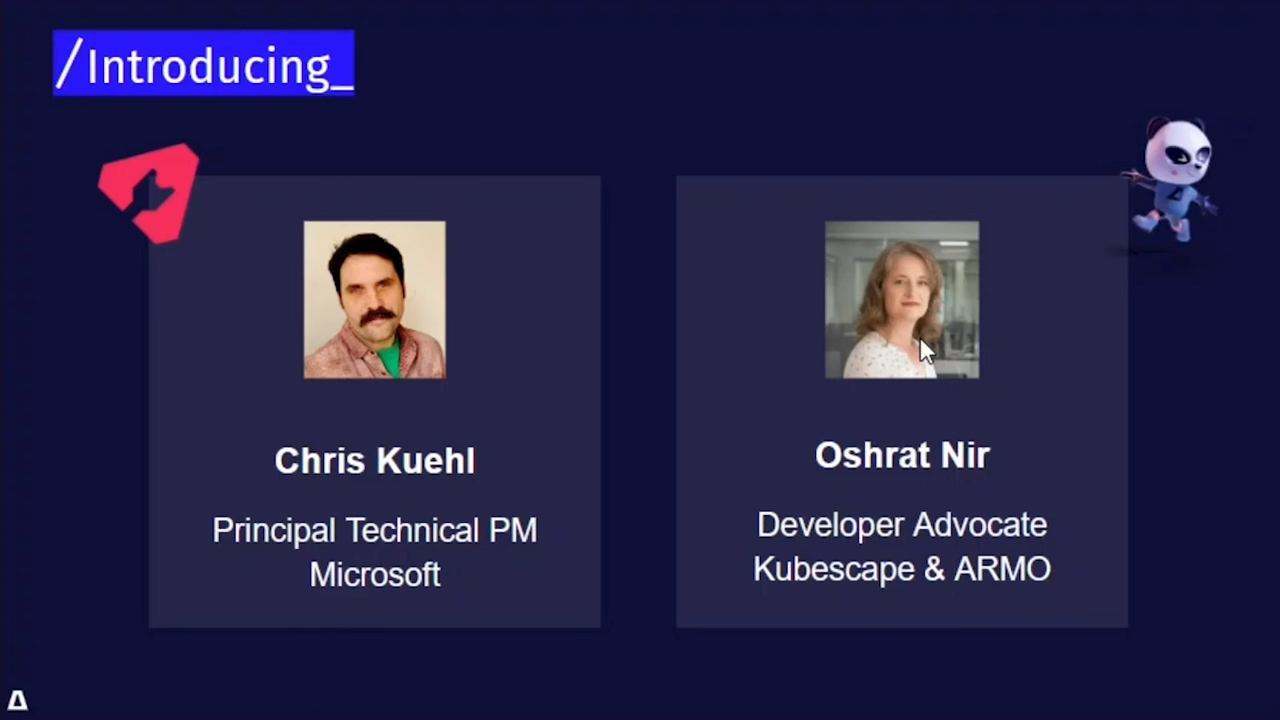 /Introducing_
Chris Kuehl
Principal Technical PM
Microsoft
Oshrat Nir
Developer Advocate
Kubescape & ARMO